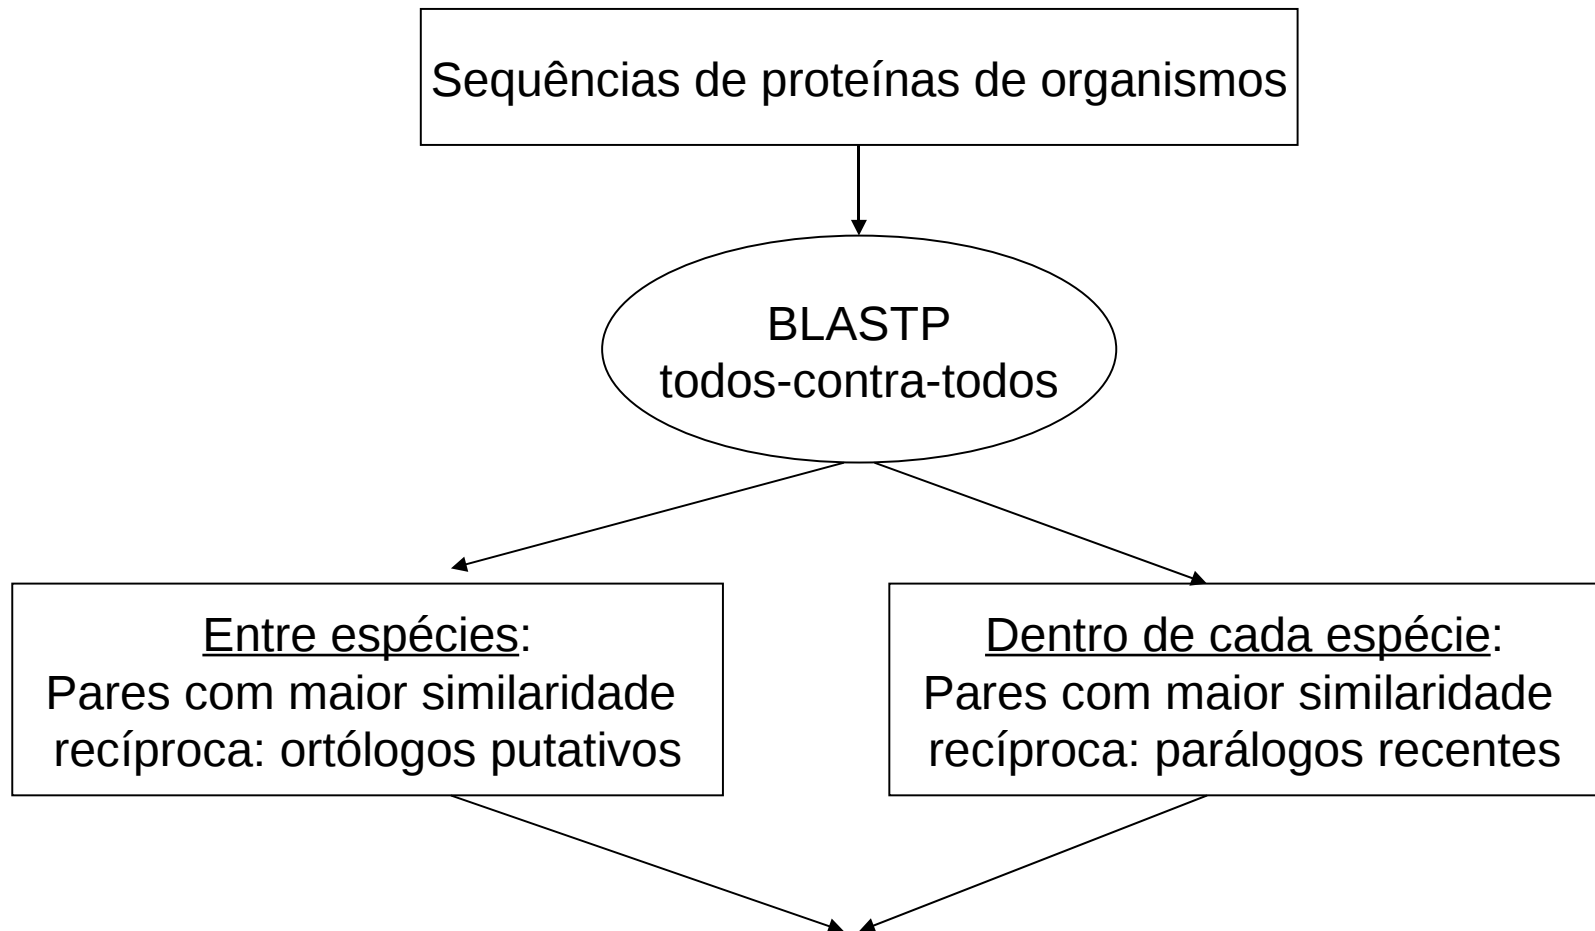 Sequências de proteínas de organismos
BLASTP
todos-contra-todos
Entre espécies:
Pares com maior similaridade
recíproca: ortólogos putativos
Dentro de cada espécie:
Pares com maior similaridade
recíproca: parálogos recentes